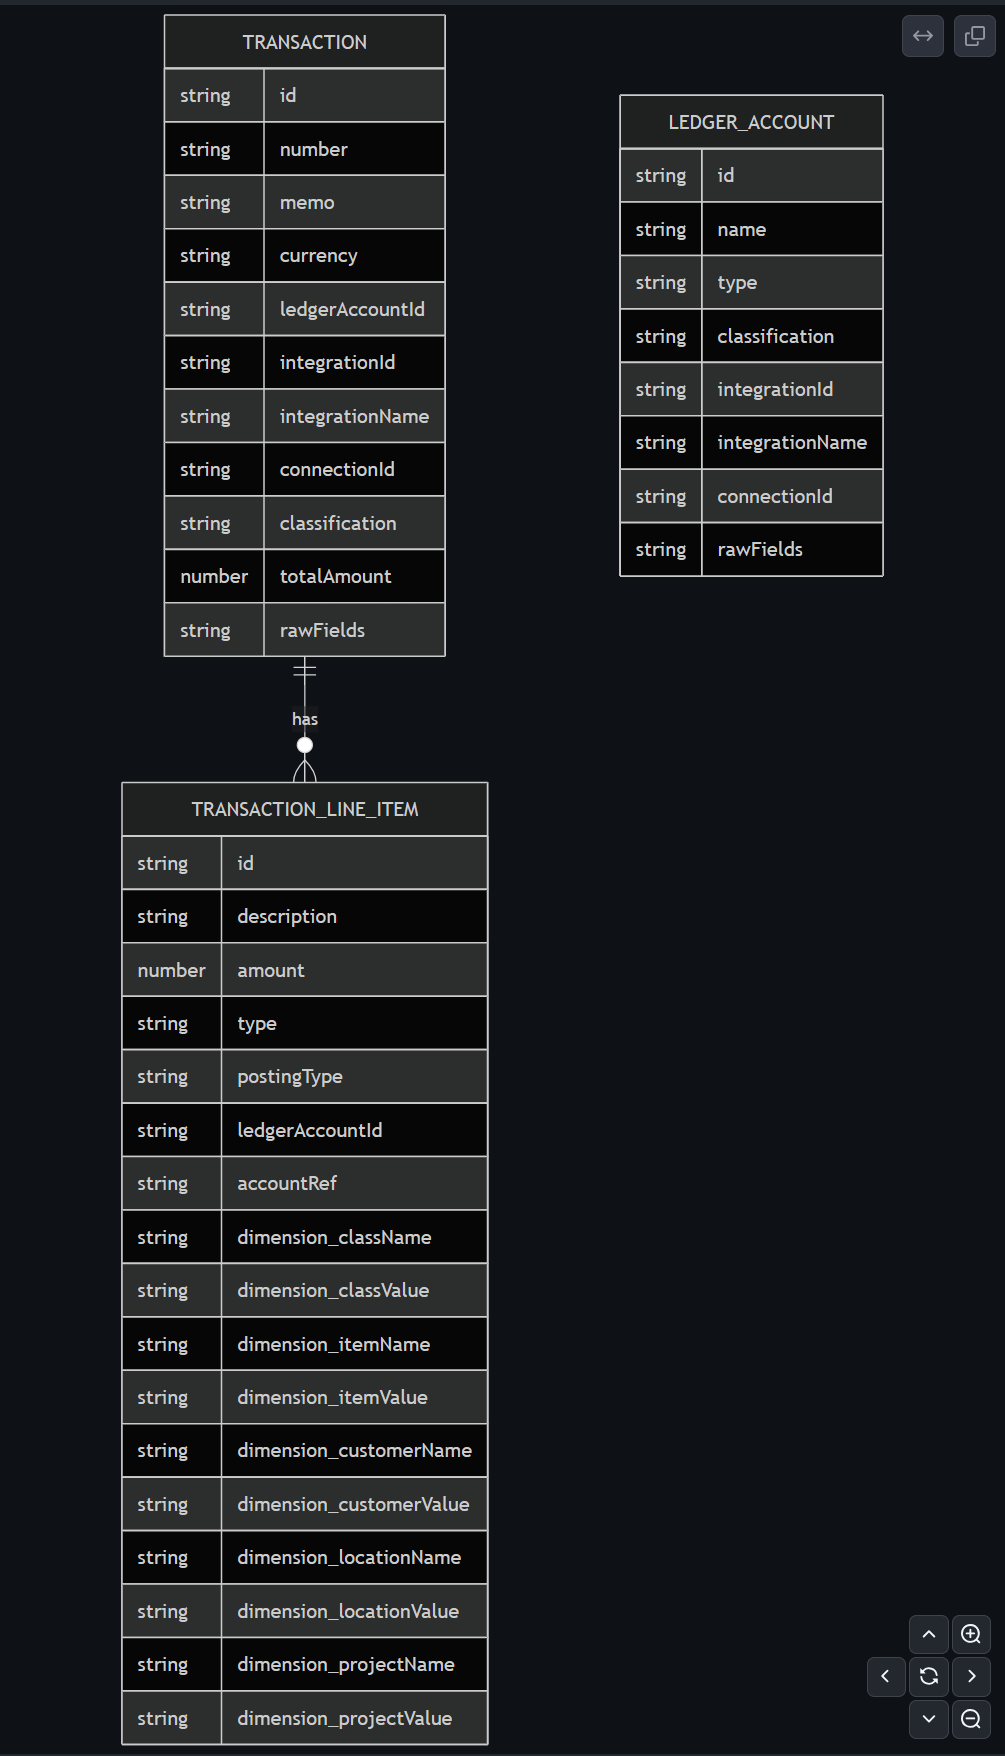 TRANSACTION
string id
string number
string memo
string currency
string ledgerAccountId
string integrationId
string integrationName
string connectionId
string classification
number totalAmount
string rawFields
LEDGER_ACCOUNT
string id
string name
string type
string classification
string integrationId
string integrationName
string connectionId
string rawFields
has
TRANSACTION_LINE_ITEM
string id
string description
number amount
string type
string postingType
string ledgerAccountId
string accountRef
string dimension_className
string dimension_classValue
string dimension_itemName
string dimension_itemValue
string dimension_customerName
string dimension_customerValue
string dimension_locationName
string dimension_locationValue
string dimension_projectName
string dimension_projectValue